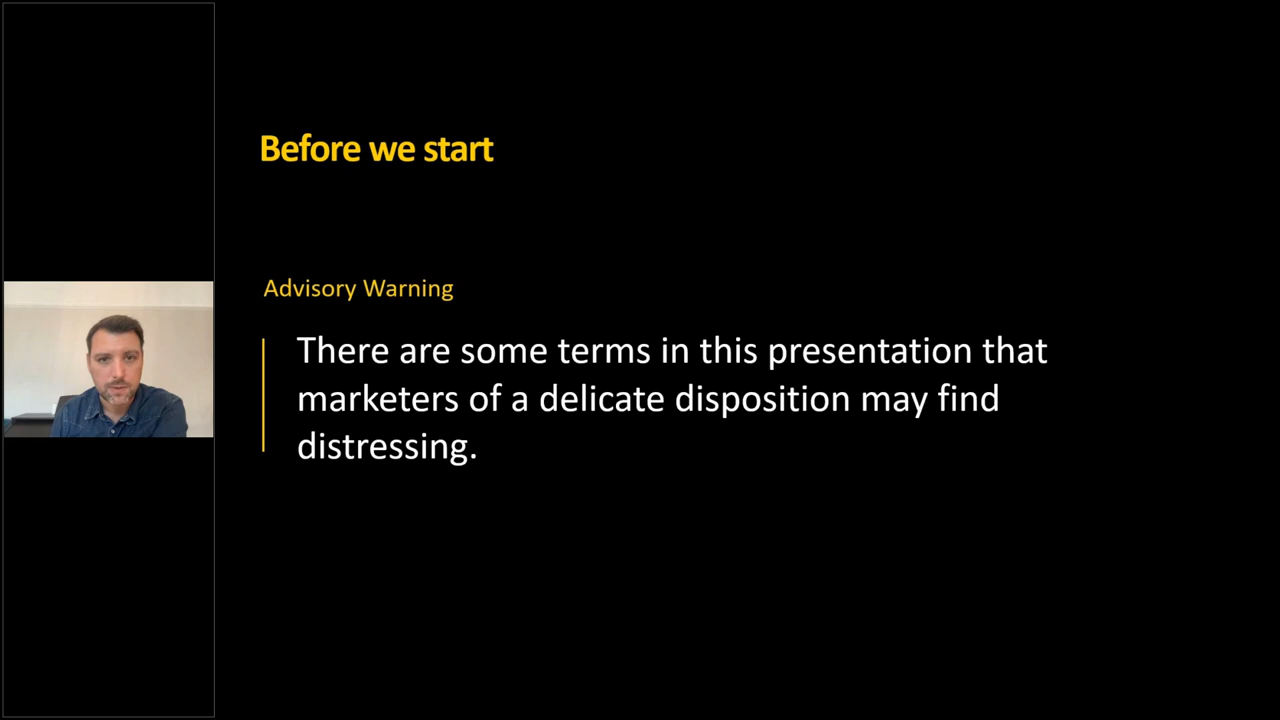 Before we start
Advisory Warning
There are some terms in this presentation that
marketers of a delicate disposition may find
distressing.